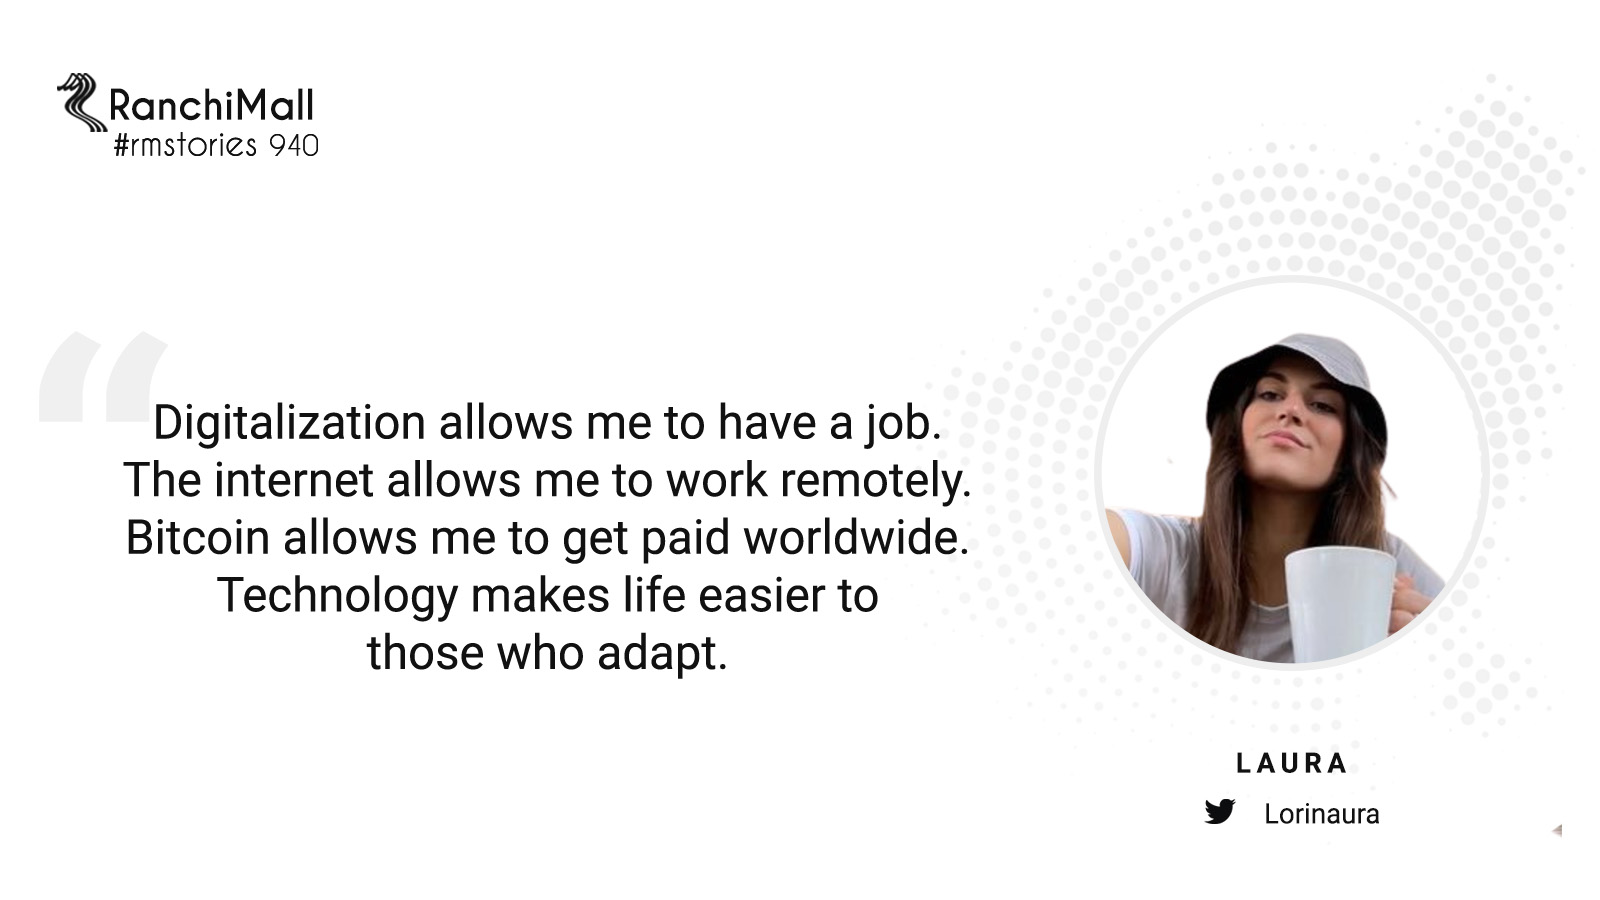 RanchiMall
#rmstories 940
“
Digitalization allows me to have a job.
The internet allows me to work remotely.
Bitcoin allows me to get paid worldwide.
Technology makes life easier to
those who adapt.
LAURA
Lorinaura